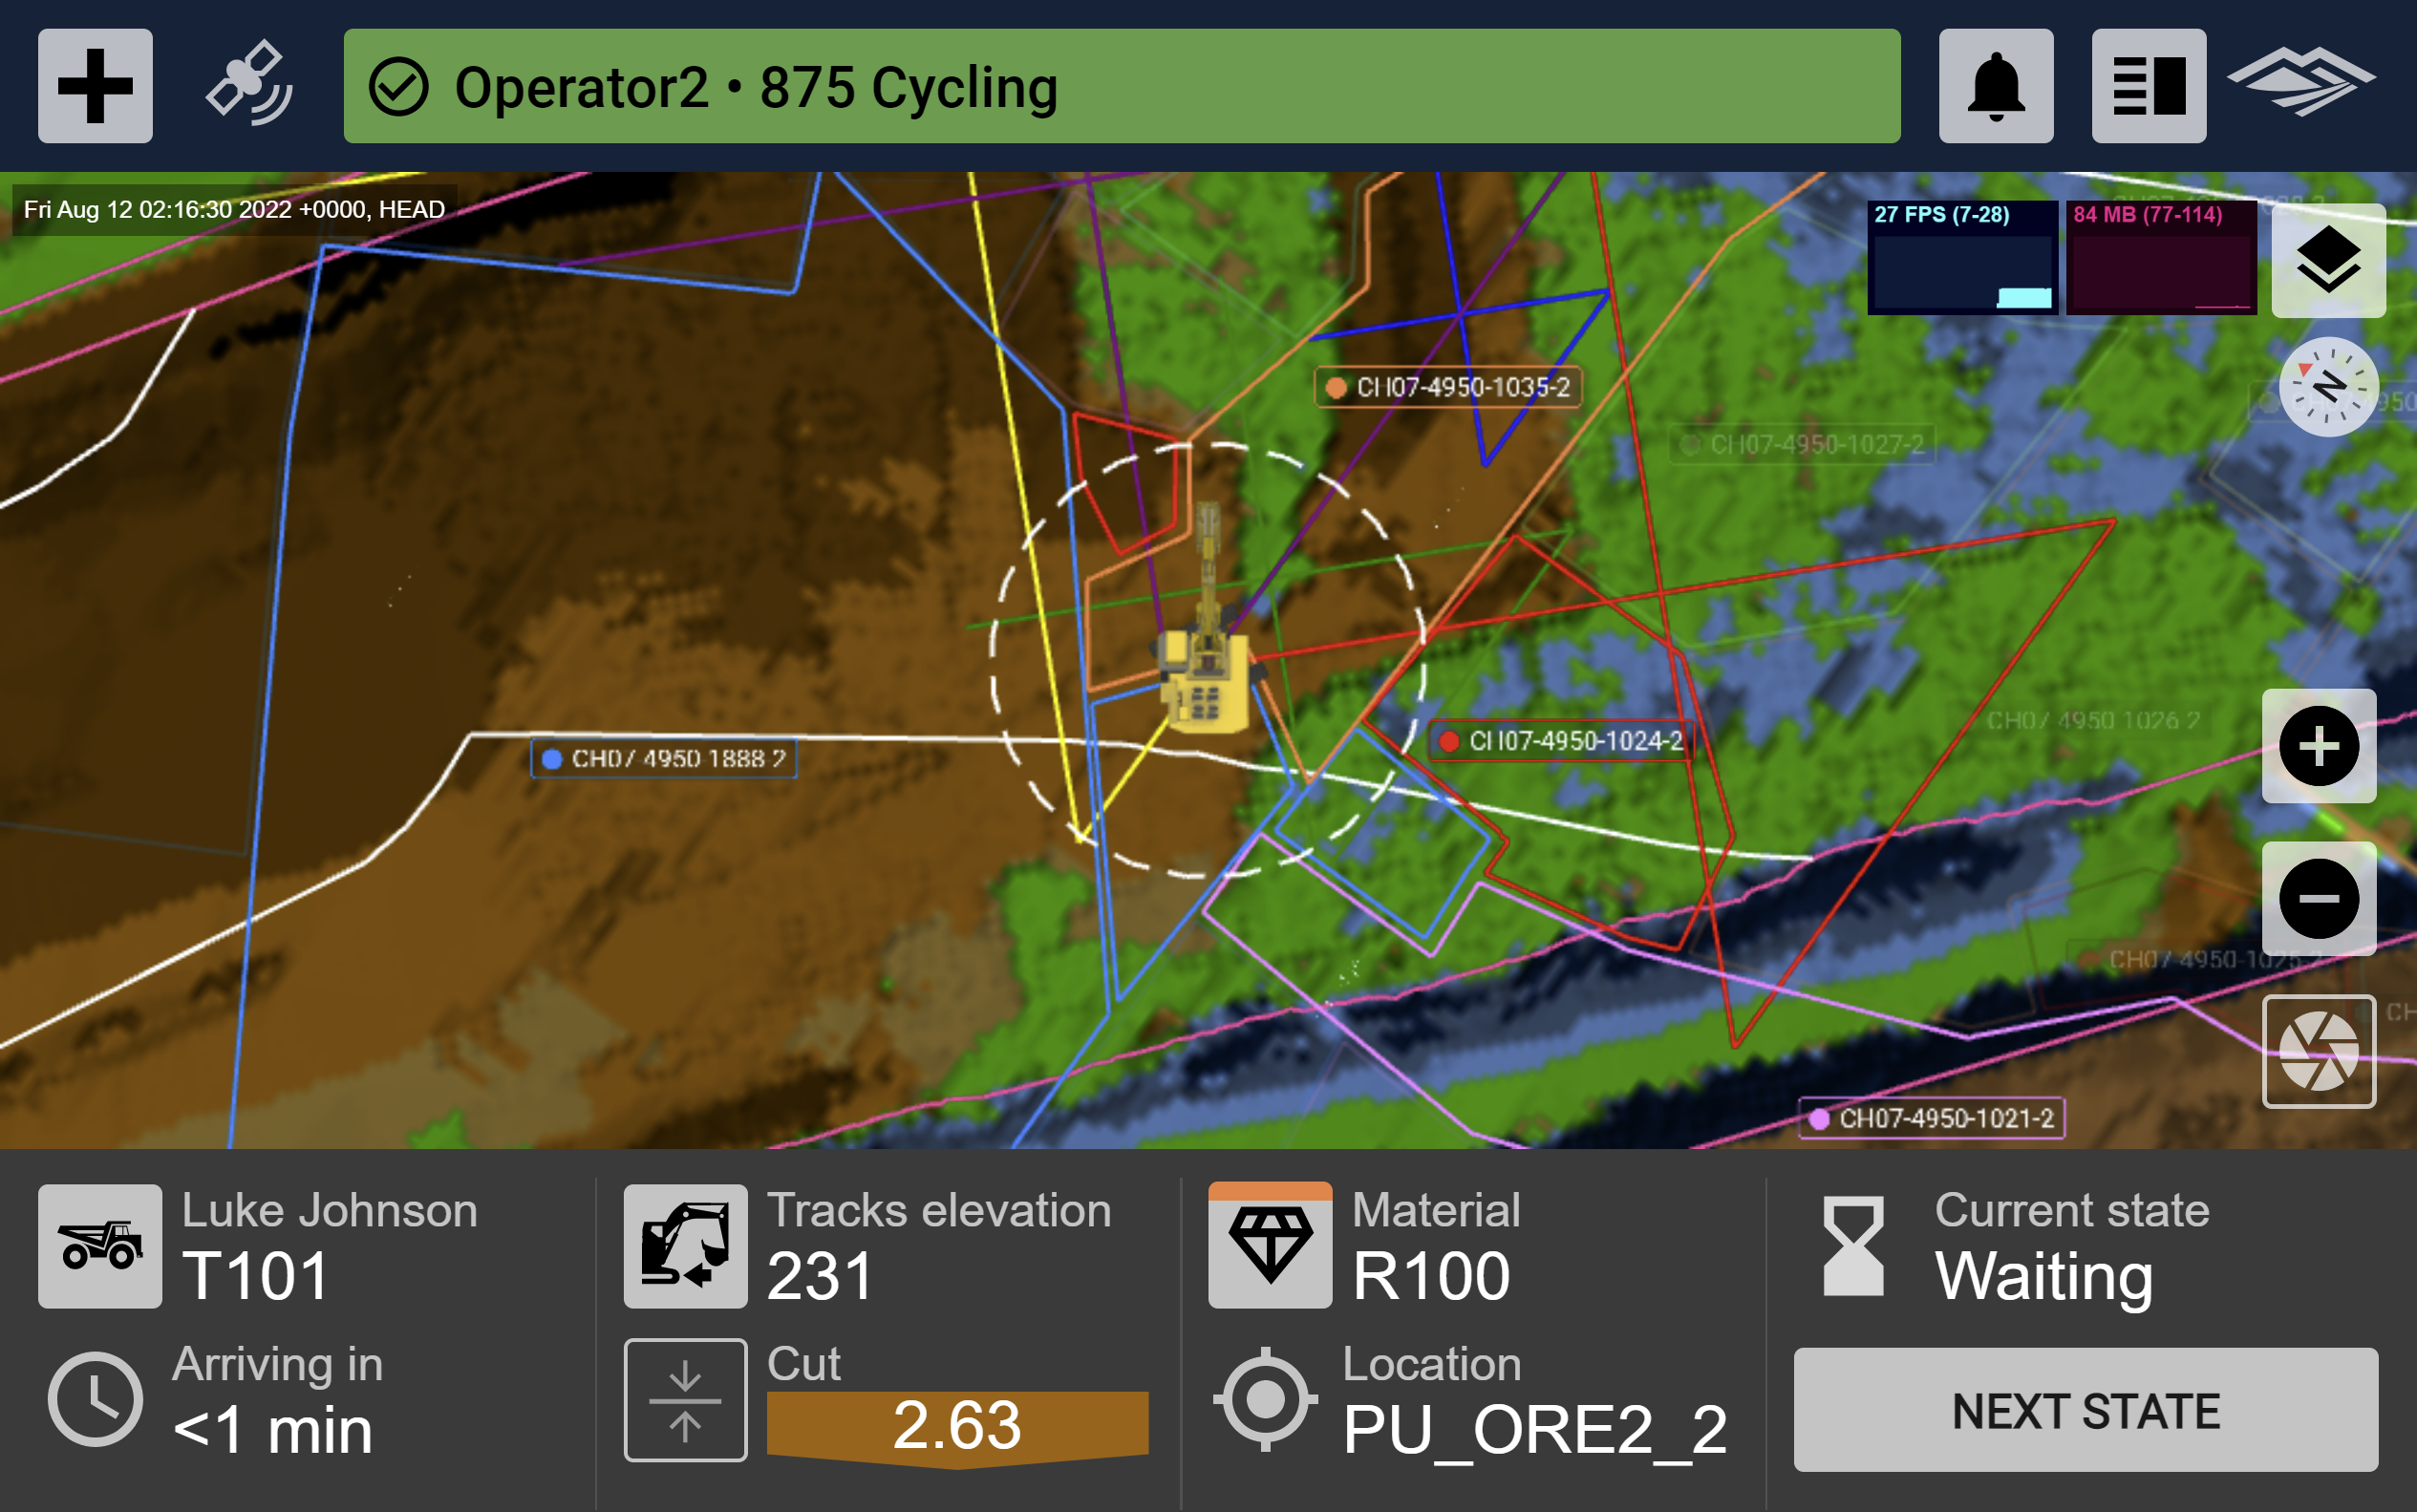 Operator2 • 875 Cycling
Fri Aug 12 02:16:30 2022 +0000, HEAD
27 FPS (7-28)
84 MB (77-114)
N
CH07-4950-1035-2
CH07-4950-1027-2
CH07-4950-1024-2
CH07 4950 1026 2
CH07 4950 1888 2
CH07-4950-1025-2
CH07-4950-1021-2
Luke Johnson
T101
Arriving in
<1 min
Tracks elevation
231
Cut
2.63
Material
R100
Location
PU_ORE2_2
Current state
Waiting
NEXT STATE